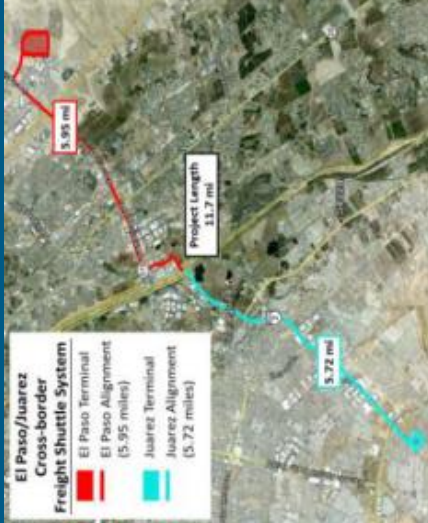 El Paso/Juarez
Cross-border
Freight Shuttle System
El Paso Terminal
El Paso Alignment
(5.95 miles)
Juarez Terminal
Juarez Alignment
(5.72 miles)
5.95 mi
Project Length
11.7 mi
5.72 mi